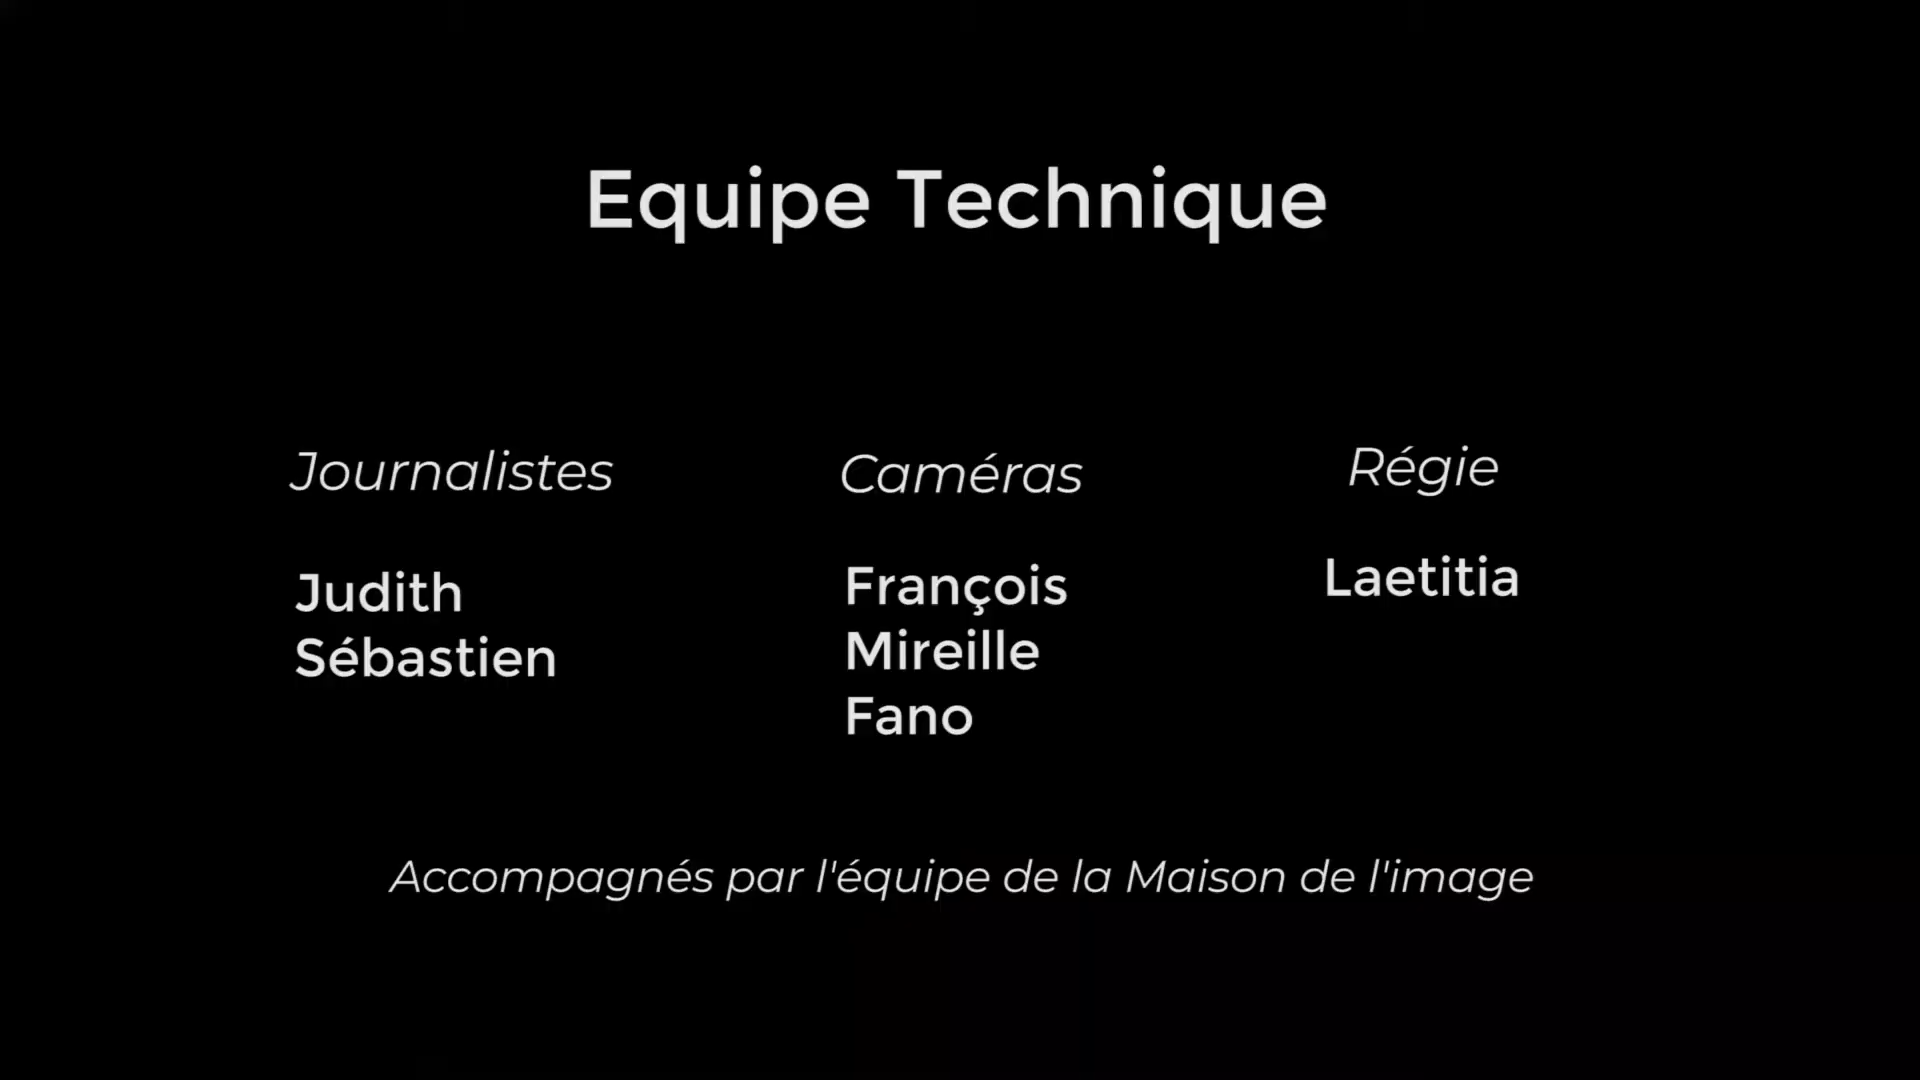 Equipe Technique
Journalistes
Judith
Sébastien
Caméras
François
Mireille
Fano
Régie
Laetitia
Accompagnés par l'équipe de la Maison de l'image